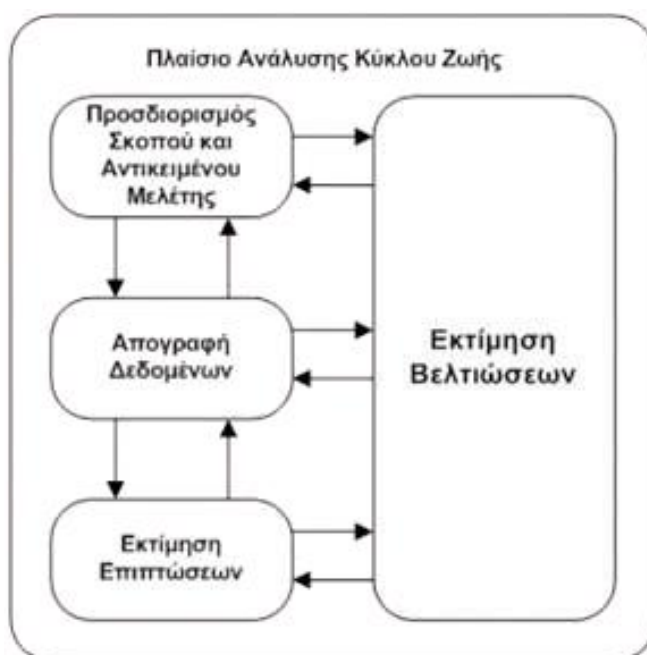 Πλαίσιο Ανάλυσης Κύκλου Ζωής
Προσδιορισμός
Σκοπού και
Αντικειμένου
Μελέτης
Απογραφή
Δεδομένων
Εκτίμηση
Επιπτώσεων
Εκτίμηση
Βελτιώσεων